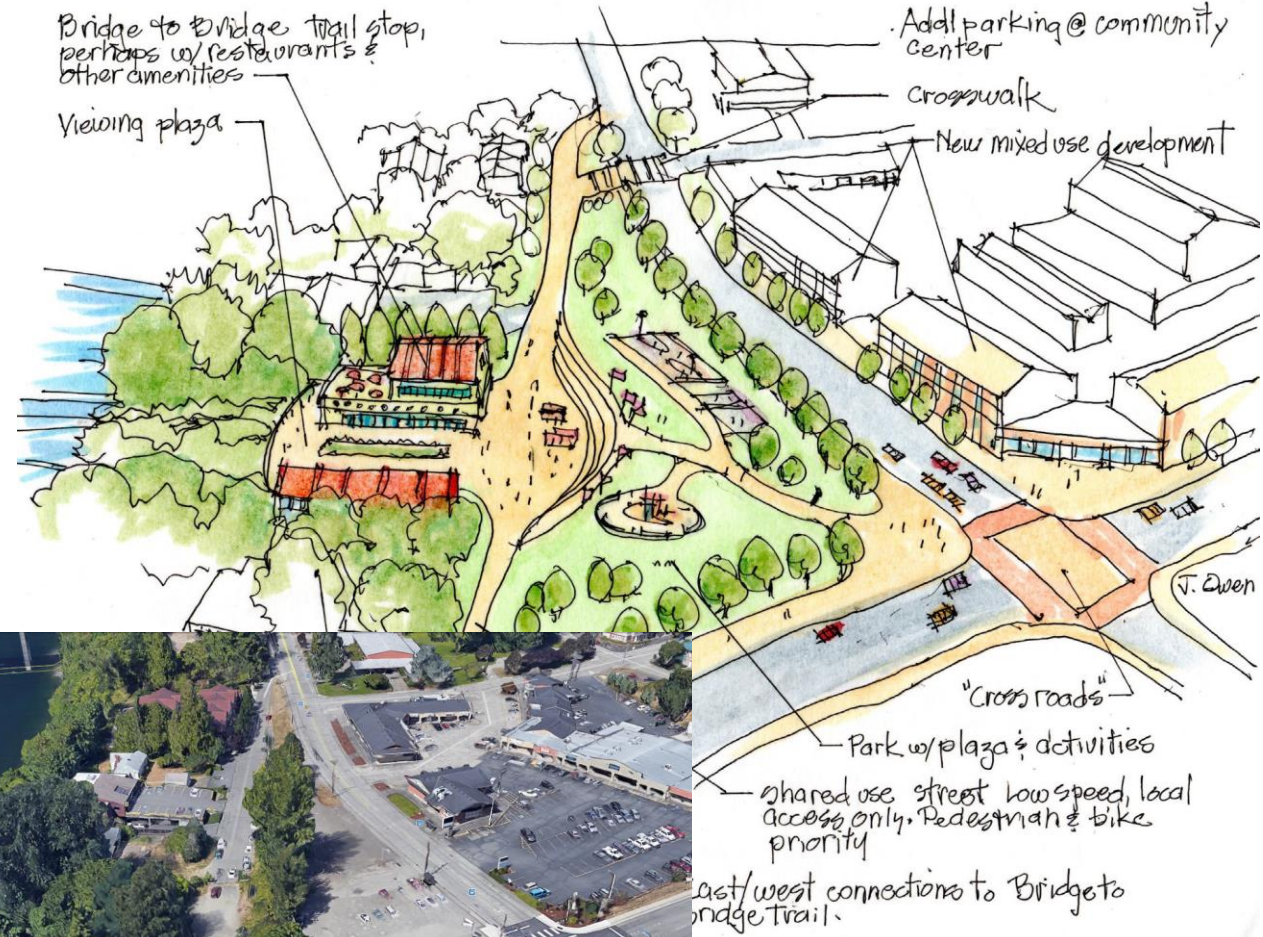 Bridge to Bridge trail stop,
perhaps w/ restaurants &
other amenities
Viewing plaza
. Addl parking @ community
center
Crosswalk
New mixed use development
J. Owen
"Cross roads"
Park w/ plaza & activities
shared use street low speed, local
access only. Pedestrian & bike
priority
east/west connections to Bridge to
ridge trail.